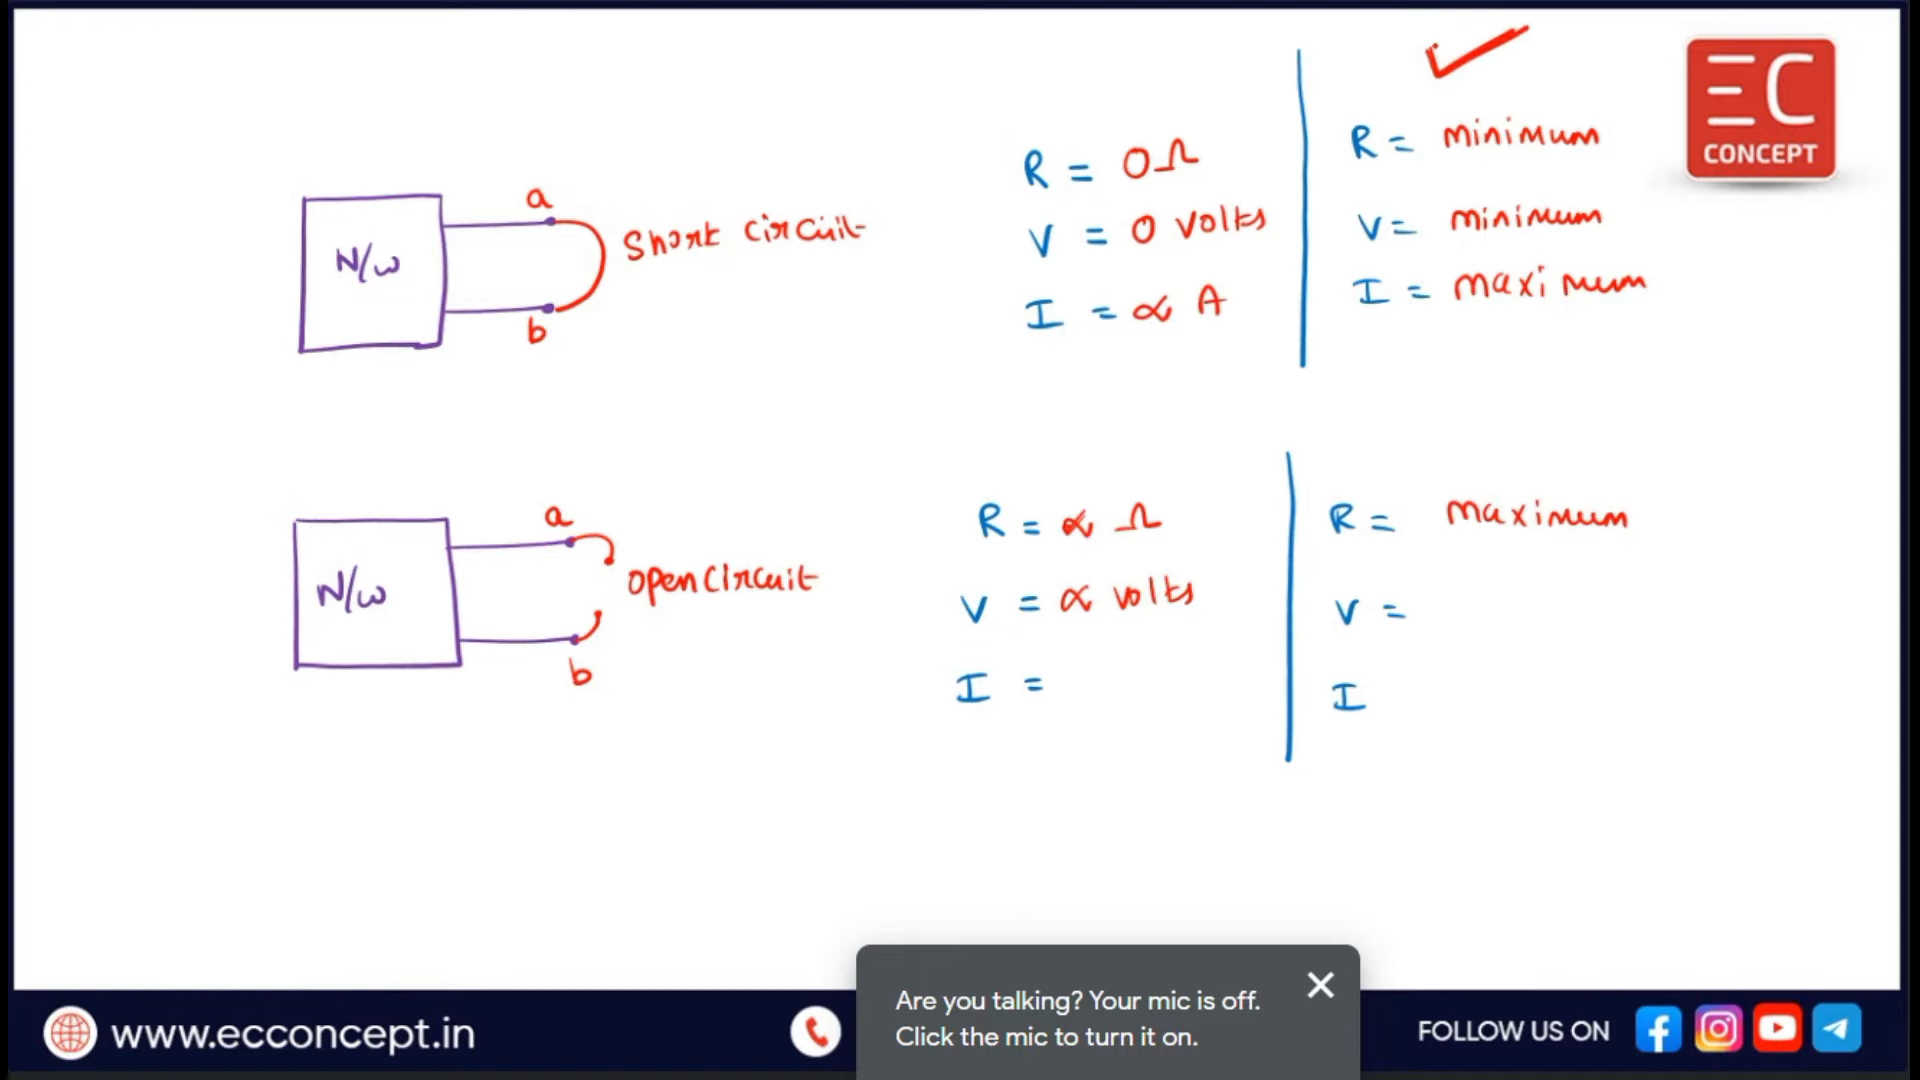 EC
CONCEPT
N/w
a
b
Short circuit
R = 0Ω
V = 0 volts
I = ∝ A
R = minimum
V = minimum
I = maximum
N/w
a
b
open circuit
R = ∝ Ω
V = ∝ volts
I =
R = maximum
V =
I
www.ecconcept.in
Are you talking? Your mic is off.
Click the mic to turn it on.
FOLLOW US ON